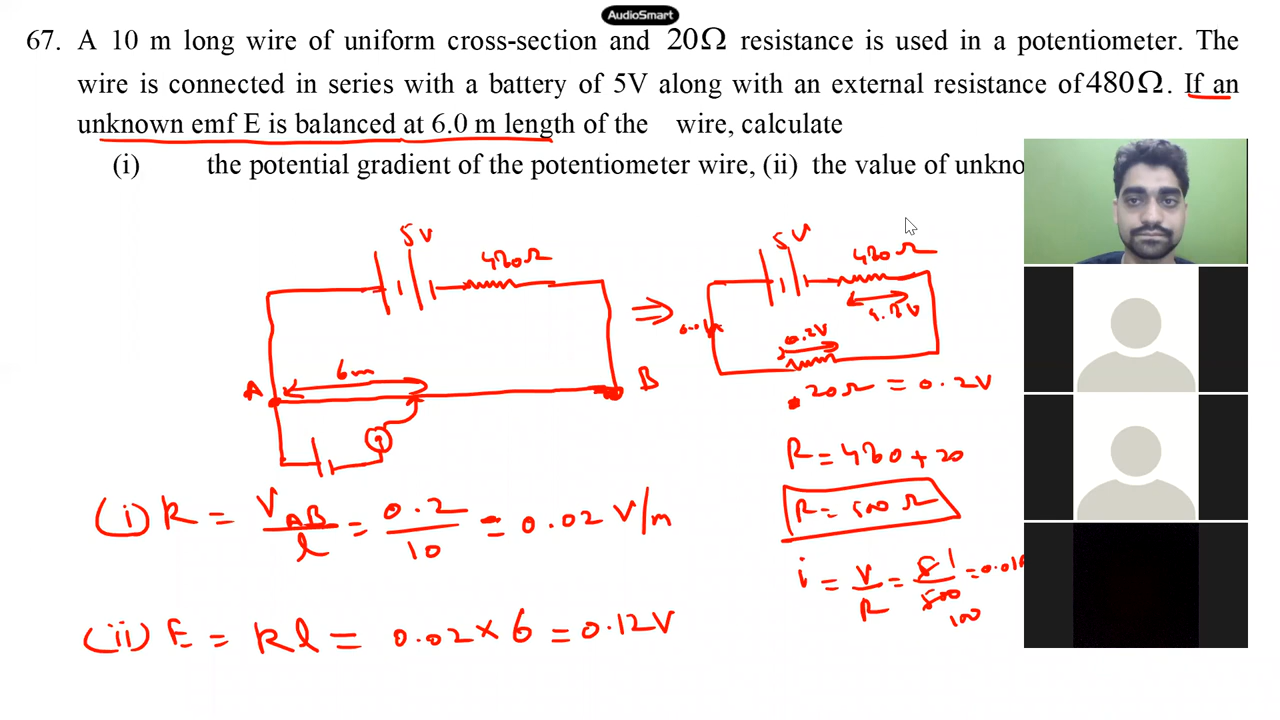 AudioSmart
67. A 10 m long wire of uniform cross-section and 20Ω resistance is used in a potentiometer. The
wire is connected in series with a battery of 5V along with an external resistance of 480Ω. If an
unknown emf E is balanced at 6.0 m length of the wire, calculate
(i) the potential gradient of the potentiometer wire, (ii) the value of unkno
5V
480Ω
6m
A
B
G
⇒
5V
480Ω
4.8V
0.2V
20Ω = 0.2V
R = 480 + 20
R = 500Ω
i = V/R = 5/500 1/100 = 0.01A
(i) K = V_AB/l = 0.2/10 = 0.02 V/m
(ii) E = Kl = 0.02 × 6 = 0.12V